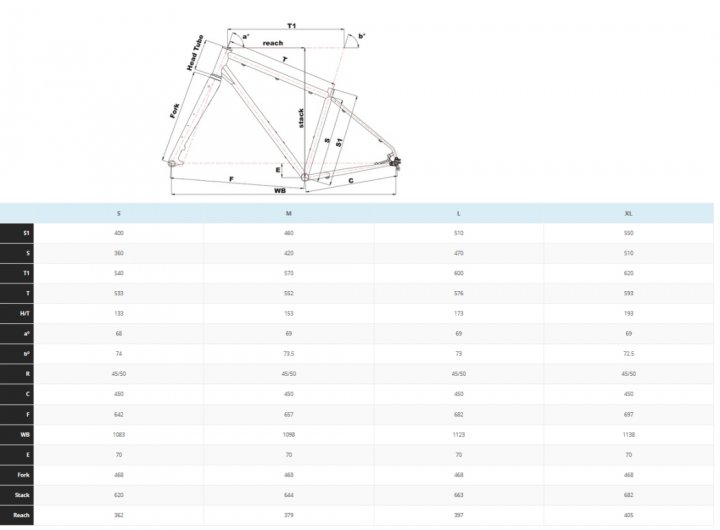 T1
a° b°
reach
Head Tube
T
Fork
stack
S
S1
E
F
C
WB
S M L XL
S1 400 460 510 550
S 360 420 470 510
T1 540 570 600 620
T 533 552 576 593
H/T 133 153 173 193
a° 68 69 69 69
b° 74 73.5 73 72.5
R 45/50 45/50 45/50 45/50
C 450 450 450 450
F 642 657 682 697
WB 1083 1098 1123 1138
E 70 70 70 70
Fork 468 468 468 468
Stack 620 644 663 682
Reach 362 379 397 405